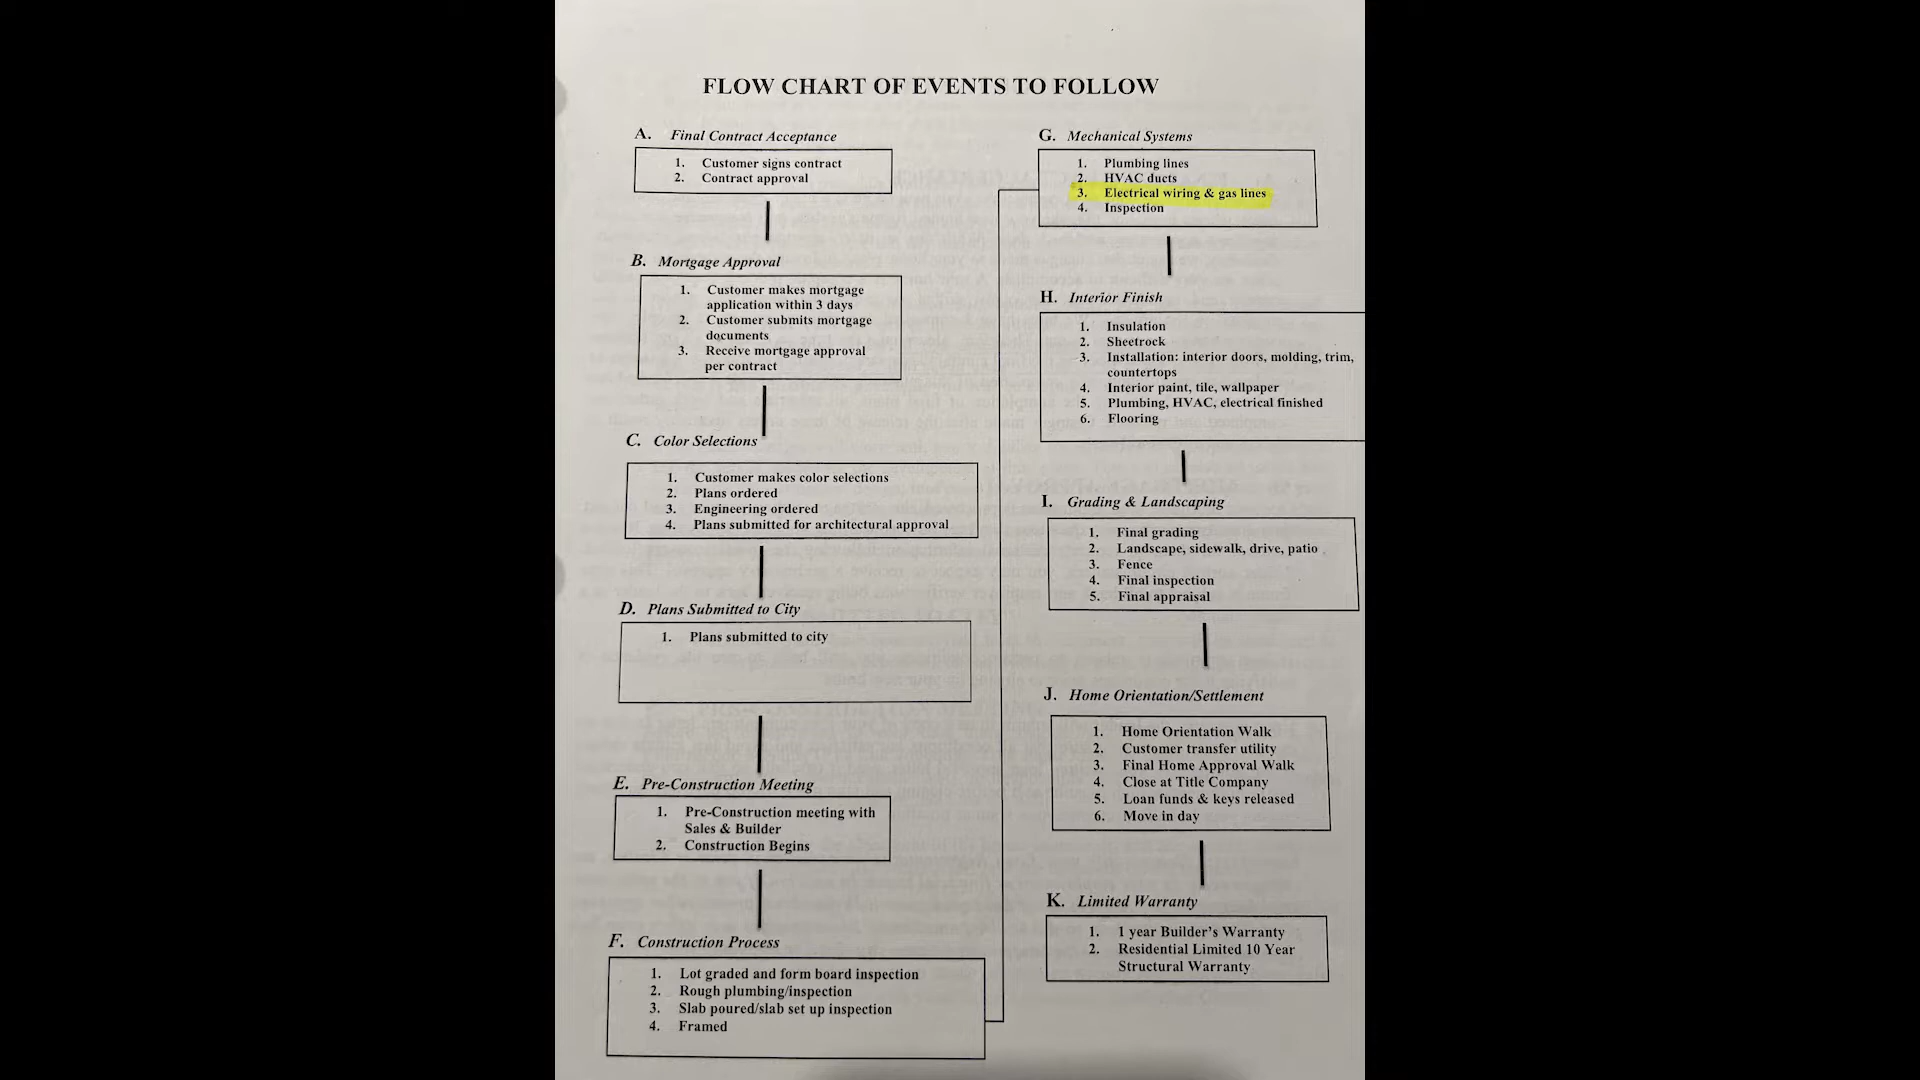 FLOW CHART OF EVENTS TO FOLLOW
A. Final Contract Acceptance
1. Customer signs contract
2. Contract approval
B. Mortgage Approval
1. Customer makes mortgage
application within 3 days
2. Customer submits mortgage
documents
3. Receive mortgage approval
per contract
C. Color Selections
1. Customer makes color selections
2. Plans ordered
3. Engineering ordered
4. Plans submitted for architectural approval
D. Plans Submitted to City
1. Plans submitted to city
E. Pre-Construction Meeting
1. Pre-Construction meeting with
Sales & Builder
2. Construction Begins
F. Construction Process
1. Lot graded and form board inspection
2. Rough plumbing/inspection
3. Slab poured/slab set up inspection
4. Framed
G. Mechanical Systems
1. Plumbing lines
2. HVAC ducts
3. Electrical wiring & gas lines
4. Inspection
H. Interior Finish
1. Insulation
2. Sheetrock
3. Installation: interior doors, molding, trim,
countertops
4. Interior paint, tile, wallpaper
5. Plumbing, HVAC, electrical finished
6. Flooring
I. Grading & Landscaping
1. Final grading
2. Landscape, sidewalk, drive, patio
3. Fence
4. Final inspection
5. Final appraisal
J. Home Orientation/Settlement
1. Home Orientation Walk
2. Customer transfer utility
3. Final Home Approval Walk
4. Close at Title Company
5. Loan funds & keys released
6. Move in day
K. Limited Warranty
1. 1 year Builder's Warranty
2. Residential Limited 10 Year
Structural Warranty